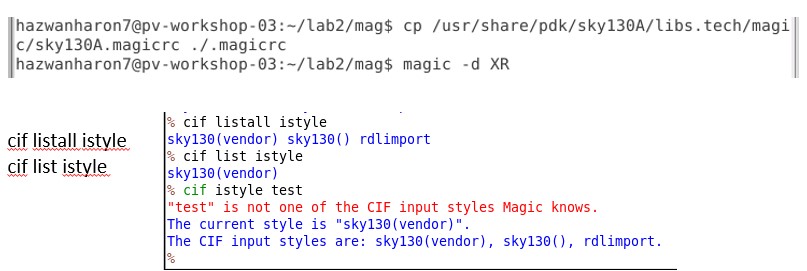 hazwanharon7@pv-workshop-03:~/lab2/mag$ cp /usr/share/pdk/sky130A/libs.tech/magi
c/sky130A.magicrc ./.magicrc
hazwanharon7@pv-workshop-03:~/lab2/mag$ magic -d XR
cif listall istyle
cif list istyle
% cif listall istyle
sky130(vendor) sky130() rdlimport
% cif list istyle
sky130(vendor)
% cif istyle test
"test" is not one of the CIF input styles Magic knows.
The current style is "sky130(vendor)".
The CIF input styles are: sky130(vendor), sky130(), rdlimport.
%